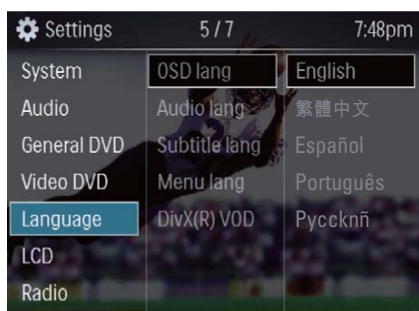 Settings 5 / 7 7:48pm
System OSD lang English
Audio Audio lang 繁體中文
General DVD Subtitle lang Español
Video DVD Menu lang Português
Language DivX(R) VOD Pyccknñ
LCD
Radio